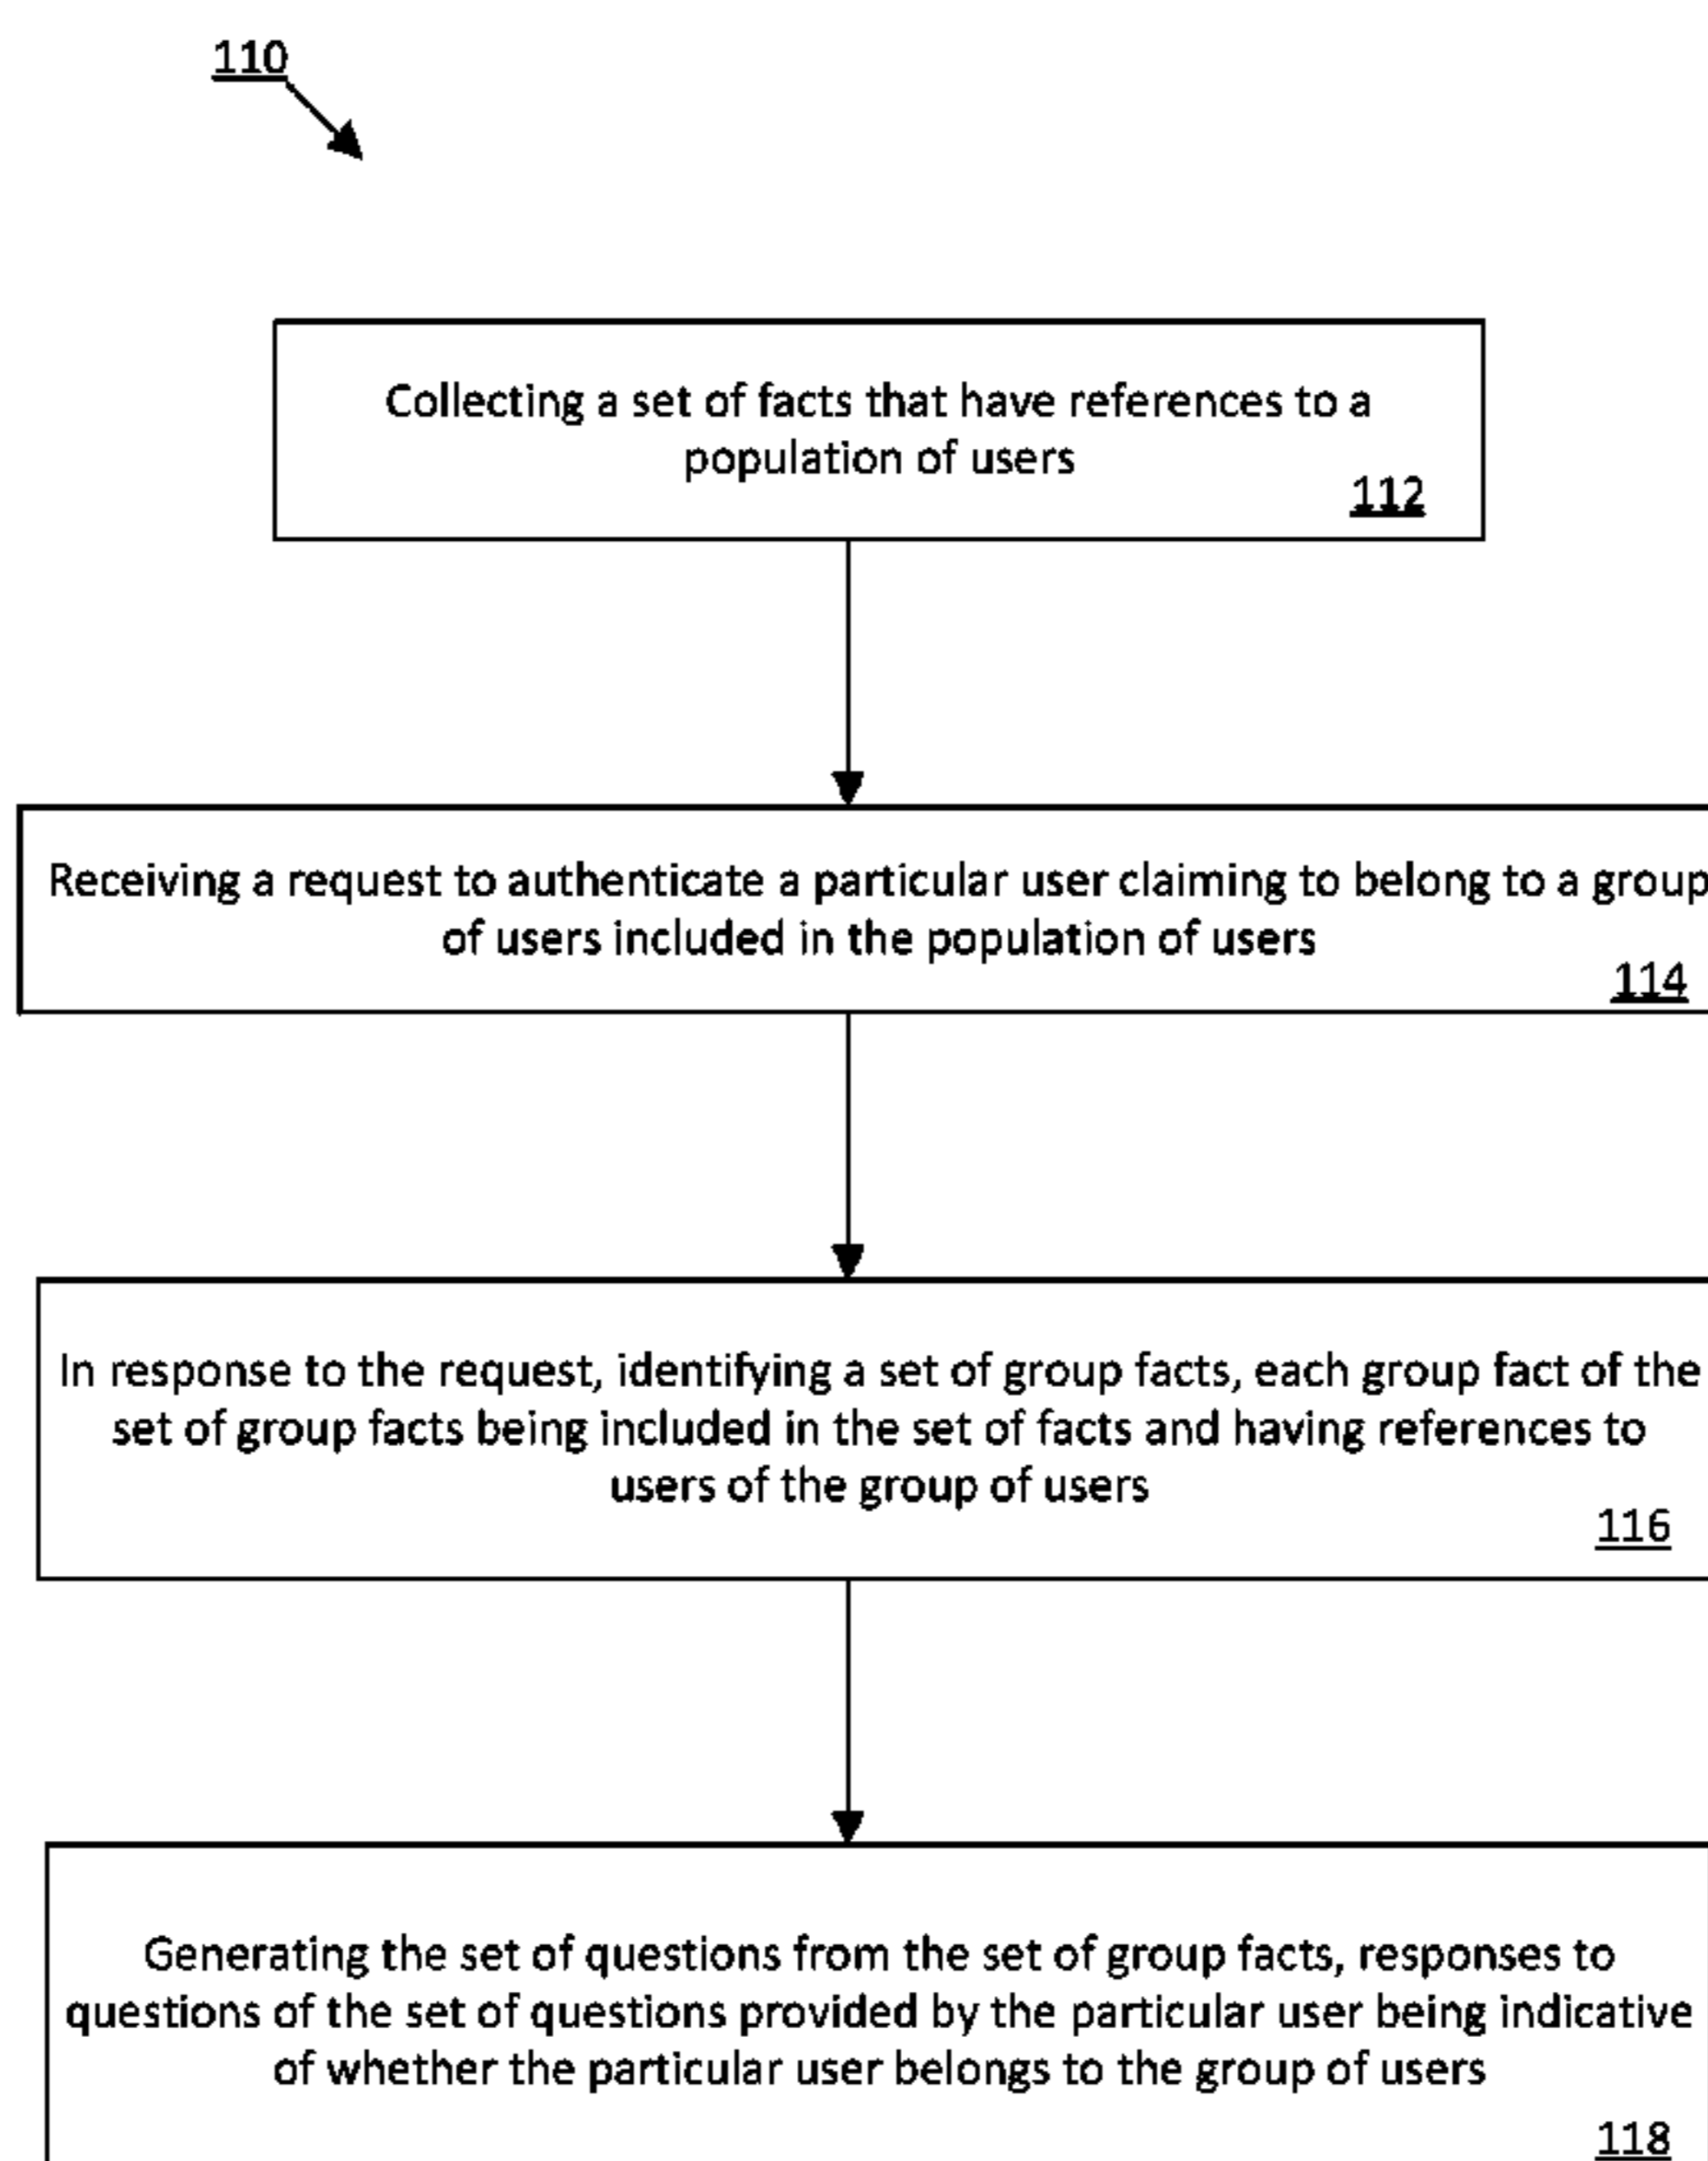 110
Collecting a set of facts that have references to a
population of users
112
Receiving a request to authenticate a particular user claiming to belong to a group
of users included in the population of users
114
In response to the request, identifying a set of group facts, each group fact of the
set of group facts being included in the set of facts and having references to
users of the group of users
116
Generating the set of questions from the set of group facts, responses to
questions of the set of questions provided by the particular user being indicative
of whether the particular user belongs to the group of users
118